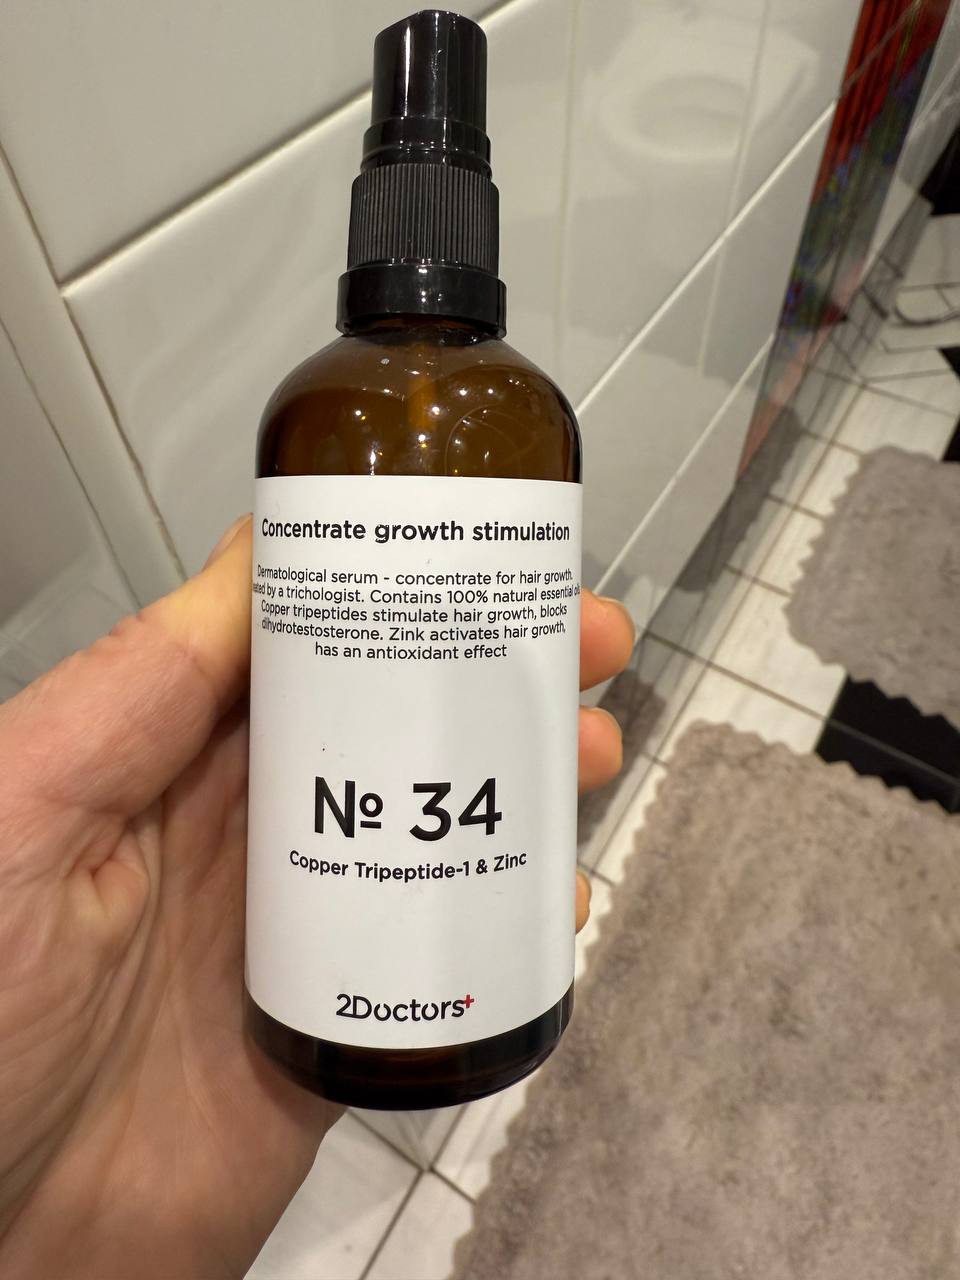 Concentrate growth stimulation
Dermatological serum - concentrate for hair growth.
by a trichologist. Contains 100% natural essential
Copper tripeptides stimulate hair growth, blocks
dihydrotestosterone. Zink activates hair growth,
has an antioxidant effect
№ 34
Copper Tripeptide-1 & Zinc
2Doctors+